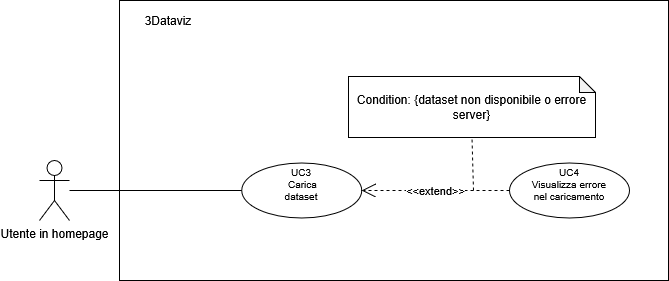 3Dataviz
Condition: {dataset non disponibile o errore
server}
UC3
Carica
dataset
<<extend>>
UC4
Visualizza errore
nel caricamento
Utente in homepage